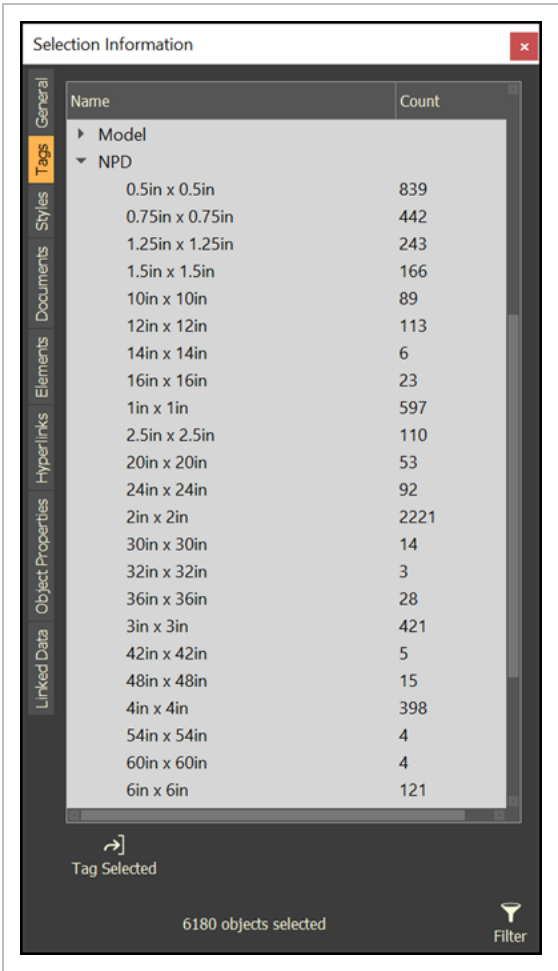 Selection Information
General
Tags
Styles
Documents
Elements
Hyperlinks
Object Properties
Linked Data
Name Count
Model
NPD
0.5in x 0.5in 839
0.75in x 0.75in 442
1.25in x 1.25in 243
1.5in x 1.5in 166
10in x 10in 89
12in x 12in 113
14in x 14in 6
16in x 16in 23
1in x 1in 597
2.5in x 2.5in 110
20in x 20in 53
24in x 24in 92
2in x 2in 2221
30in x 30in 14
32in x 32in 3
36in x 36in 28
3in x 3in 421
42in x 42in 5
48in x 48in 15
4in x 4in 398
54in x 54in 4
60in x 60in 4
6in x 6in 121
Tag Selected
6180 objects selected
Filter